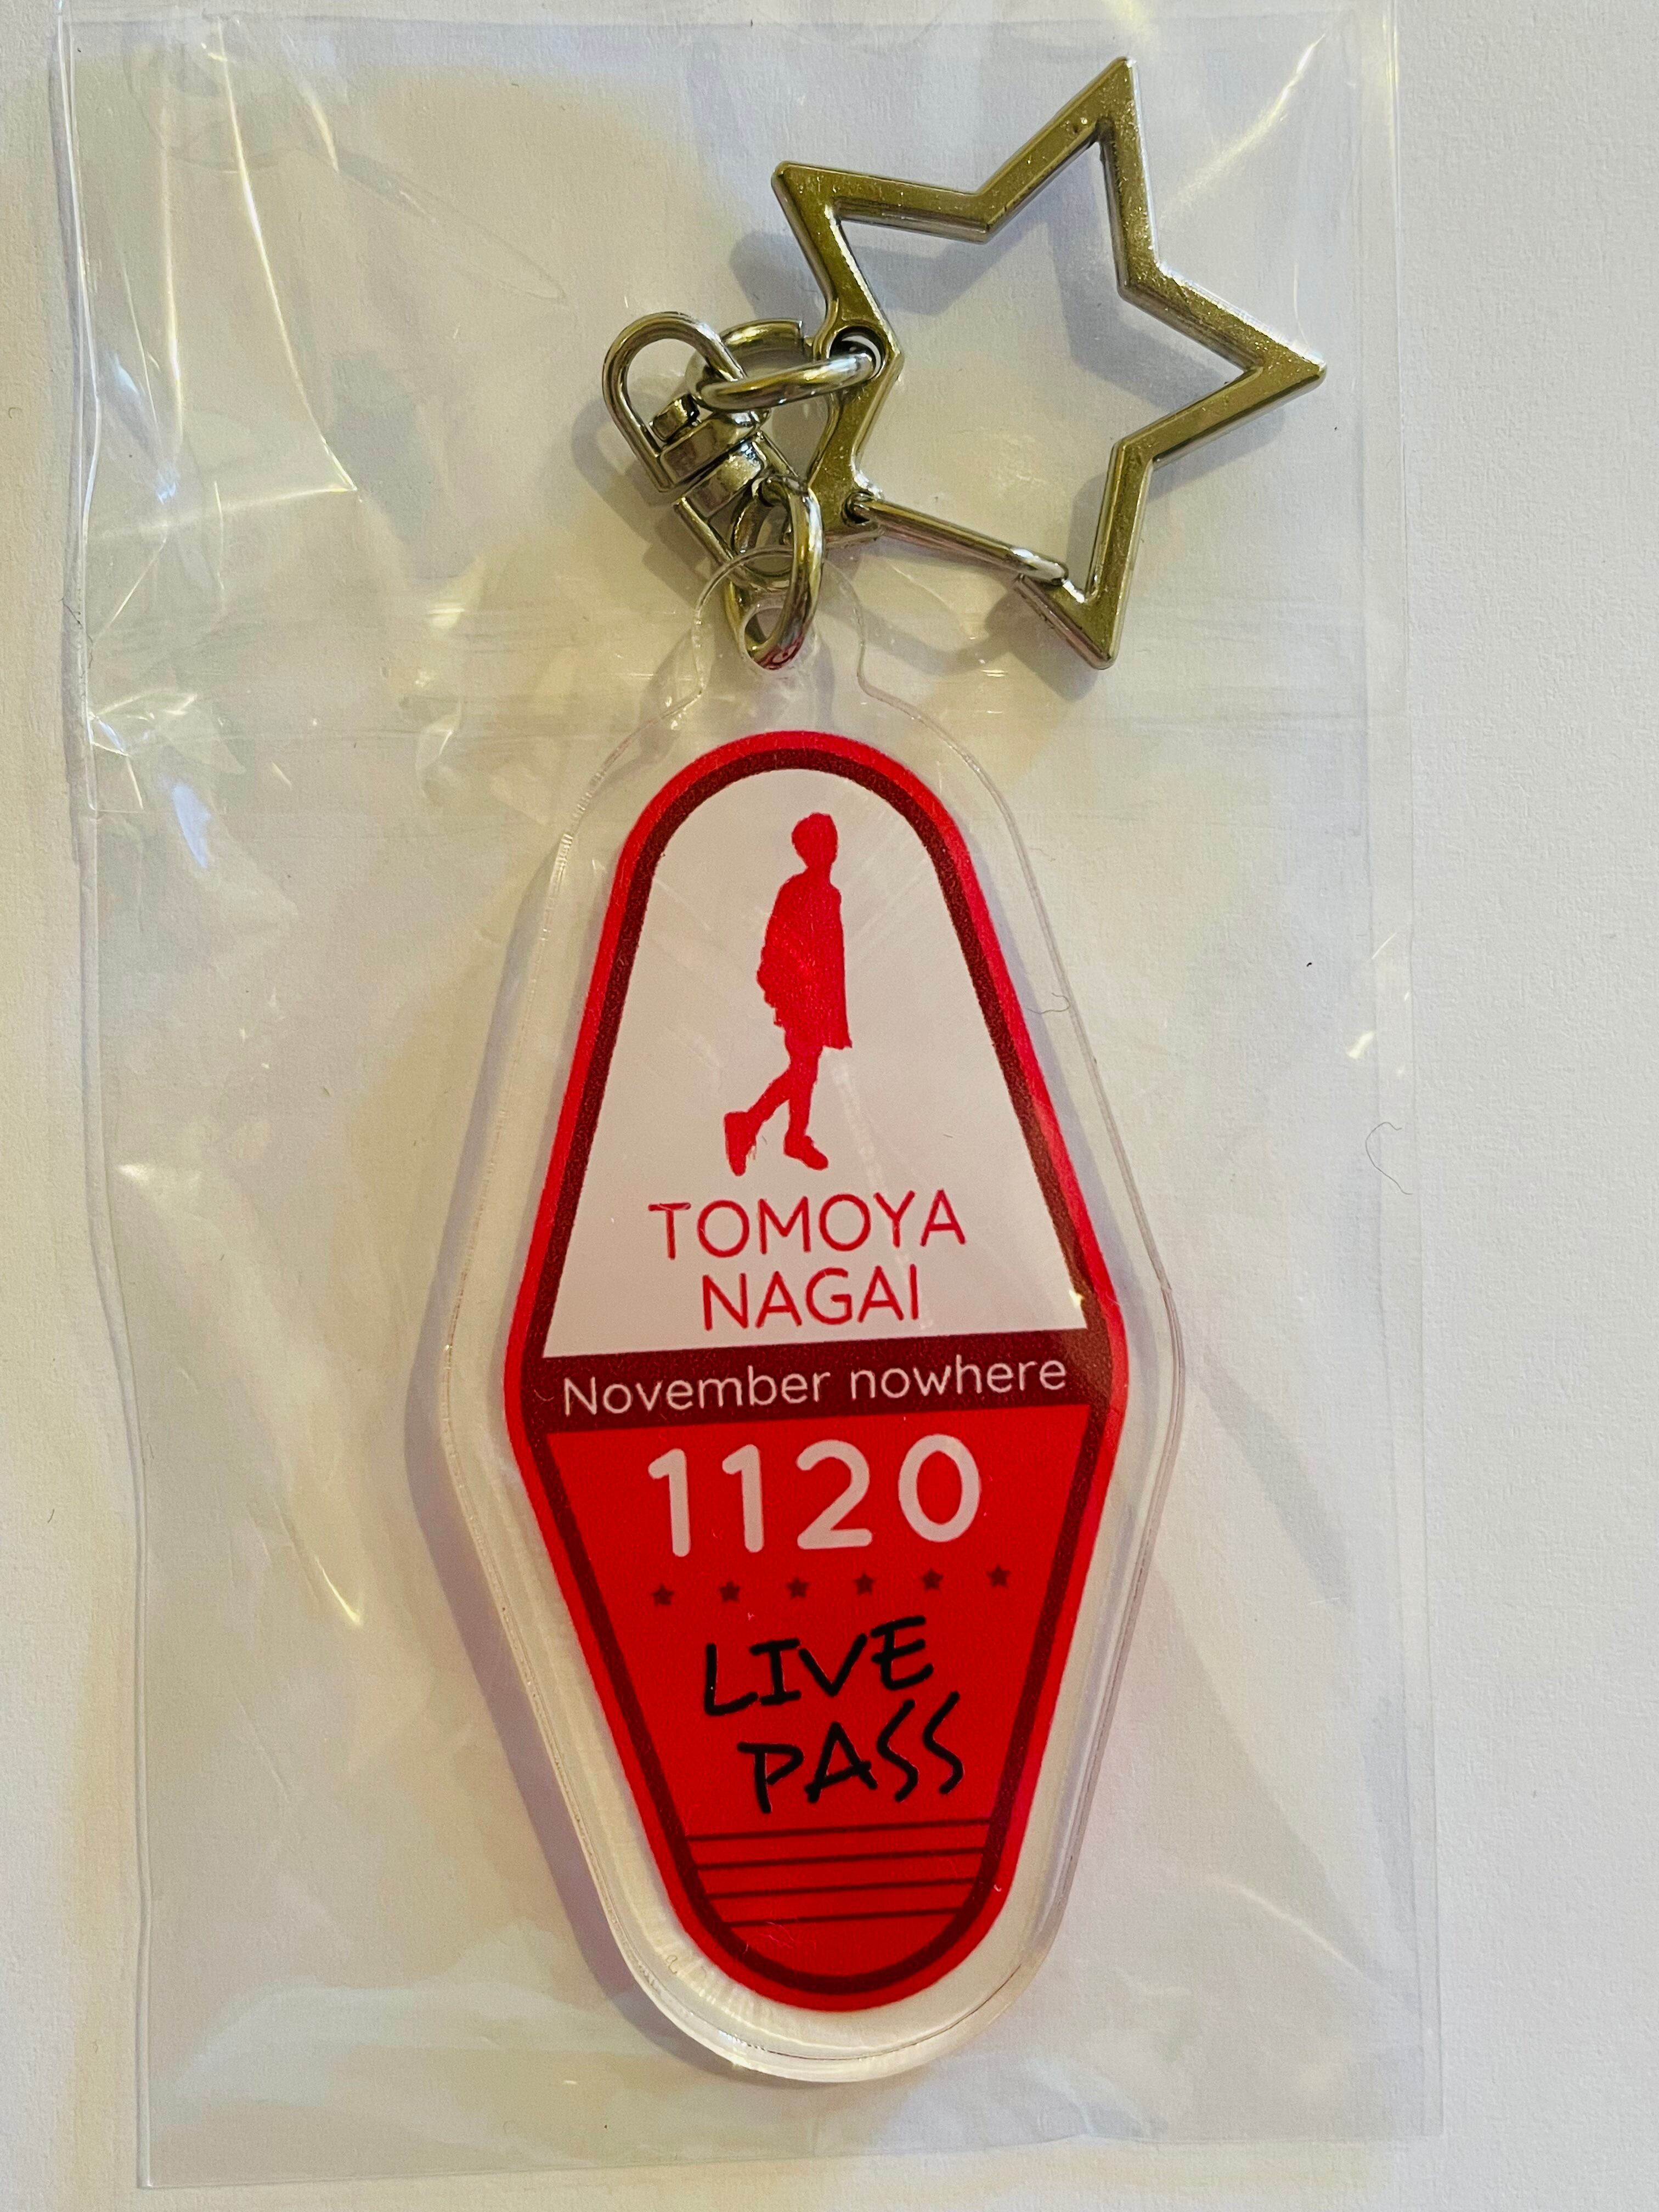 TOMOYA
NAGAI
November nowhere
1120
LIVE
PASS